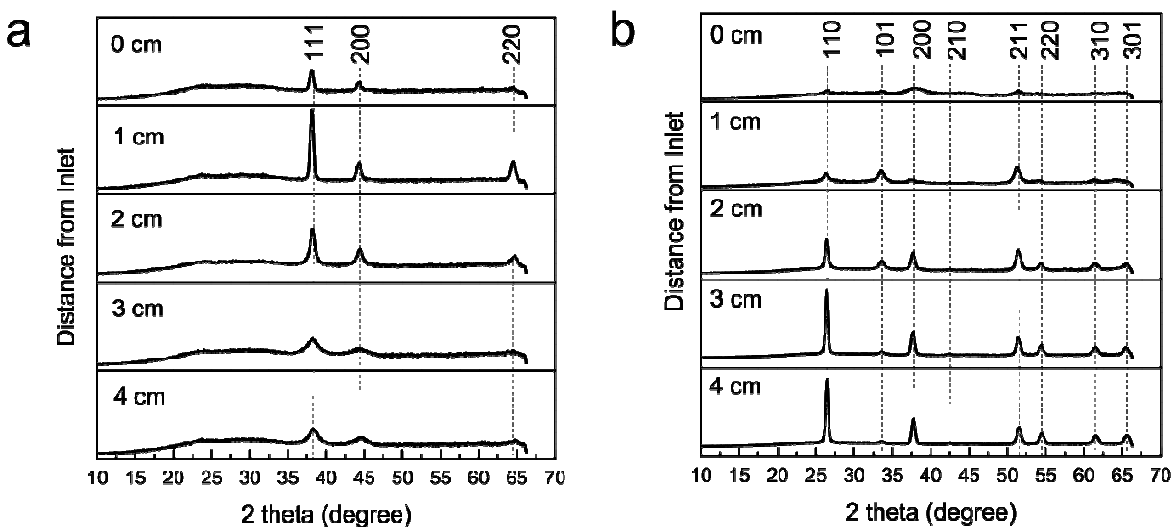 a
Distance from Inlet
0 cm
111
200
220
1 cm
2 cm
3 cm
4 cm
10 15 20 25 30 35 40 45 50 55 60 65 70
2 theta (degree)
b
Distance from Inlet
0 cm
110
101
200
210
211
220
310
301
1 cm
2 cm
3 cm
4 cm
10 15 20 25 30 35 40 45 50 55 60 65 70
2 theta (degree)